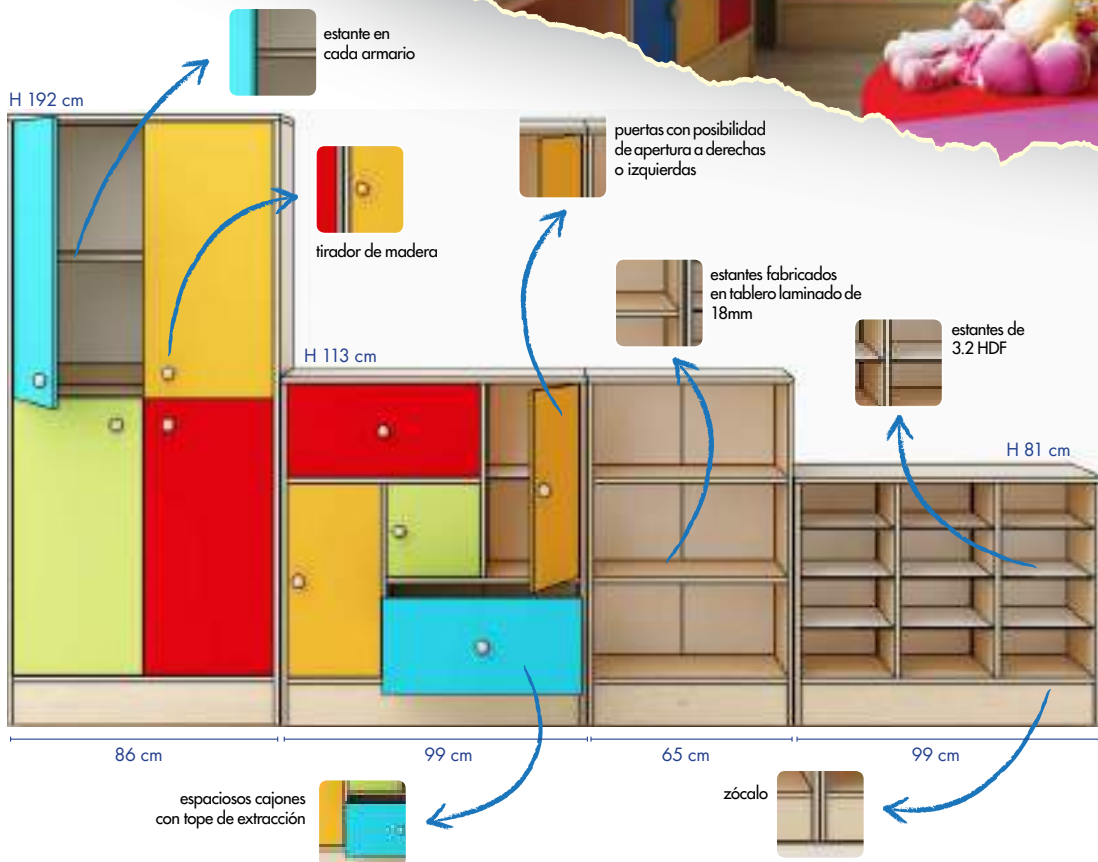 estante en
cada armario
H 192 cm
puertas con posibilidad
de apertura a derechas
o izquierdas
tirador de madera
estantes fabricados
en tablero laminado de
18mm
estantes de
3.2 HDF
H 113 cm
H 81 cm
86 cm
99 cm
65 cm
99 cm
espaciosos cajones
con tope de extracción
zócalo